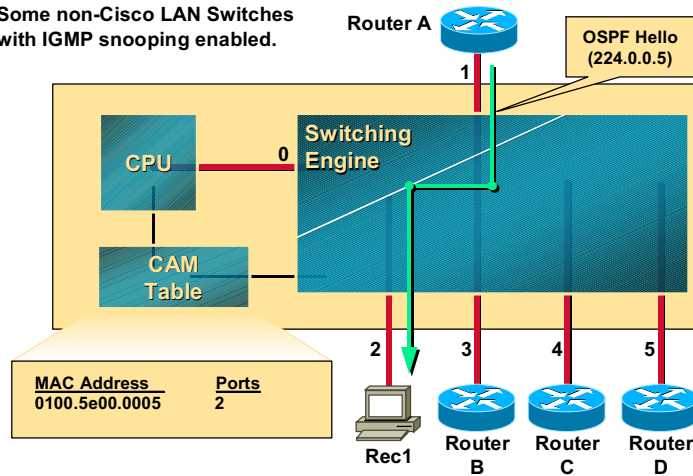 Some non-Cisco LAN Switches
with IGMP snooping enabled.
Router A
OSPF Hello
(224.0.0.5)
1
Switching
Engine
CPU
0
CAM
Table
2
3
4
5
MAC Address Ports
0100.5e00.0005 2
Rec1
Router
B
Router
C
Router
D